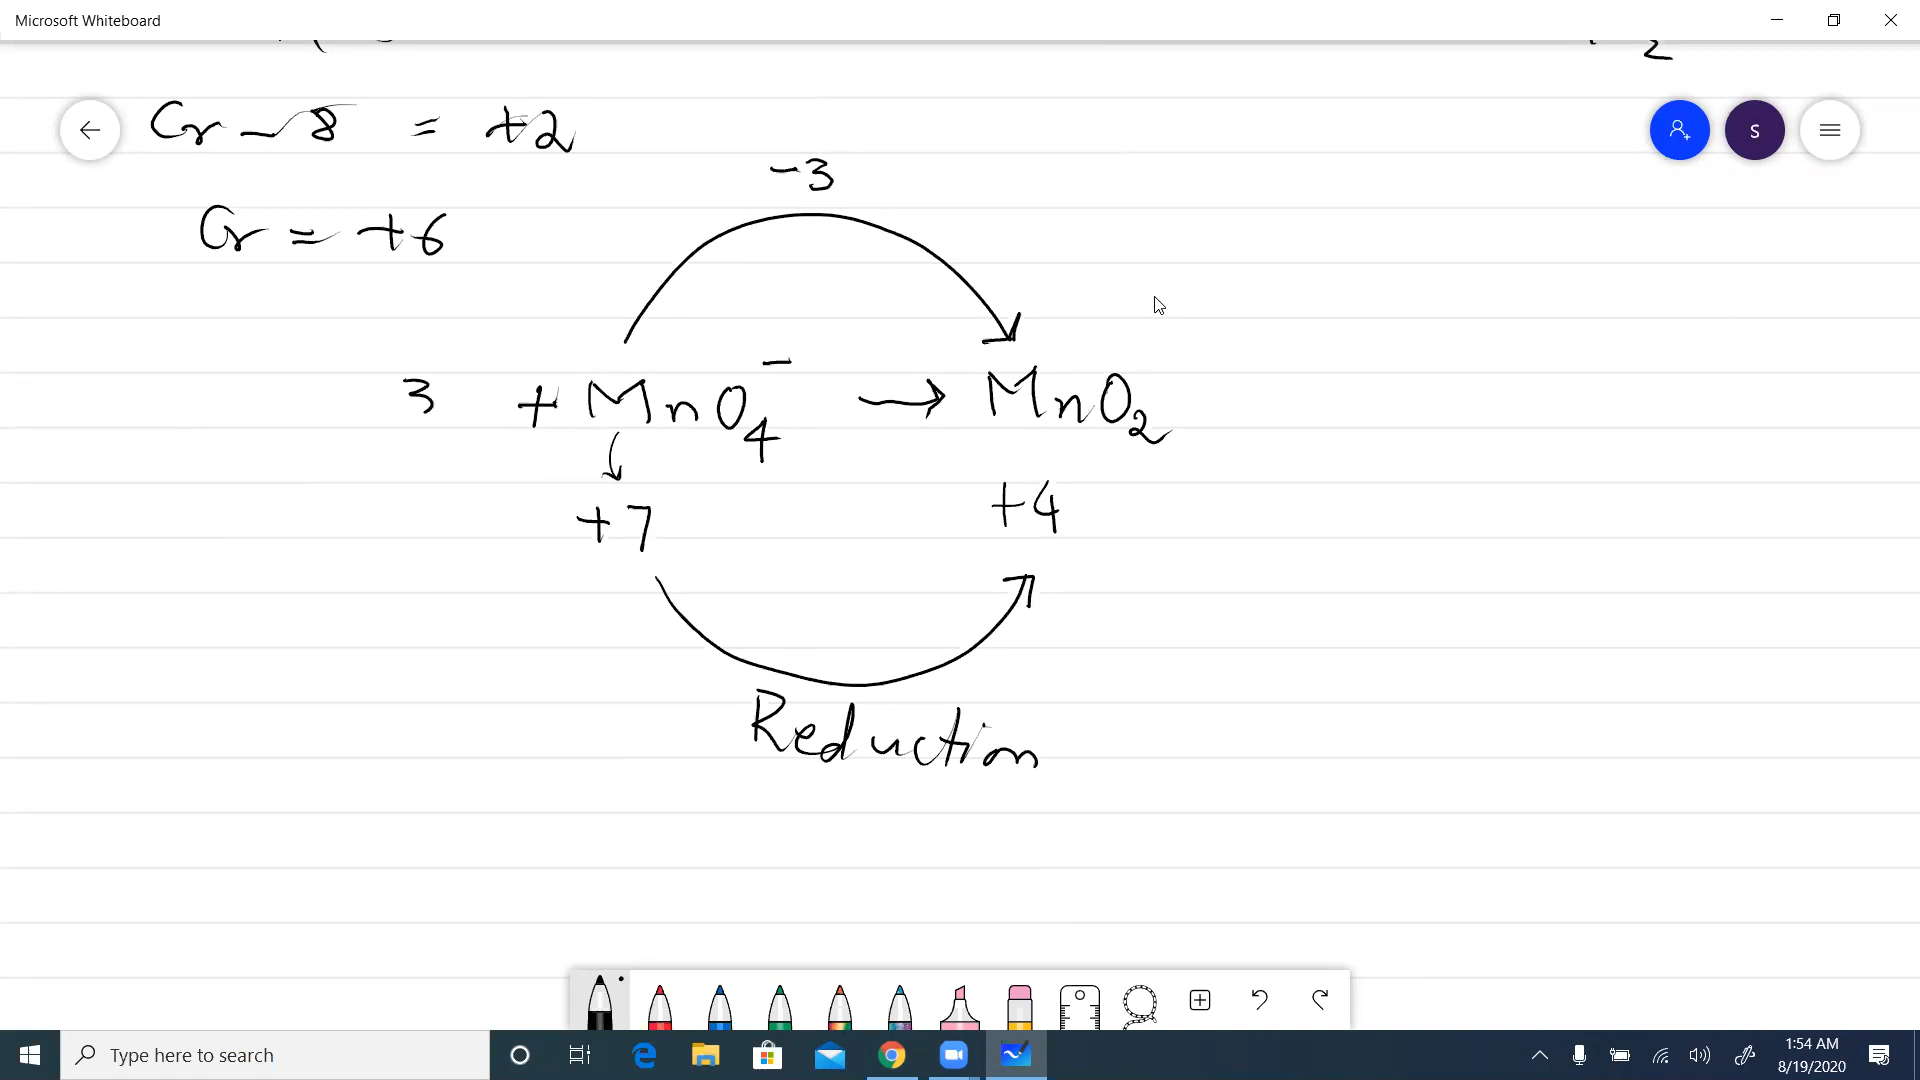 Microsoft Whiteboard
2
Cr - 8 = +2
S
-3
Cr = +6
3 + MnO₄⁻ → MnO₂
+7 +4
Reduction
Type here to search
1:54 AM
8/19/2020